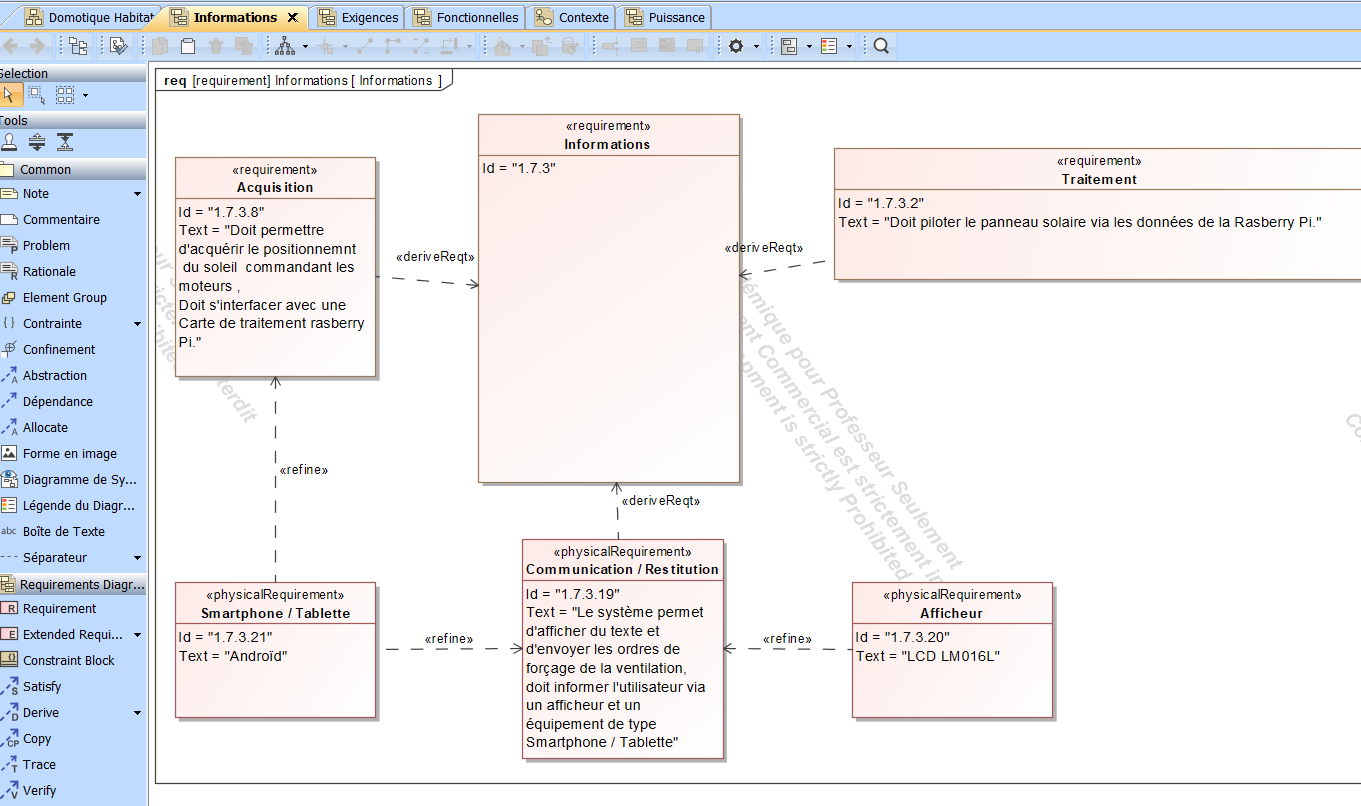 Domotique Habitat
Informations
Exigences
Fonctionnelles
Contexte
Puissance
Selection
Tools
Common
Note
Commentaire
Problem
Rationale
Element Group
Contrainte
Confinement
Abstraction
Dépendance
Allocate
Forme en image
Diagramme de Sy...
Légende du Diagr...
abc Boîte de Texte
Séparateur
Requirements Diagr...
R Requirement
E Extended Requi...
Constraint Block
Satisfy
Derive
Copy
Trace
Verify
req [requirement] Informations [ Informations ]
«requirement»
Acquisition
Id = "1.7.3.8"
Text = "Doit permettre
d'acquérir le positionnemnt
du soleil commandant les
moteurs ,
Doit s'interfacer avec une
Carte de traitement rasberry
Pi."
«deriveReqt»
«requirement»
Informations
Id = "1.7.3"
«deriveReqt»
«requirement»
Traitement
Id = "1.7.3.2"
Text = "Doit piloter le panneau solaire via les données de la Rasberry Pi."
«refine»
«deriveReqt»
«physicalRequirement»
Smartphone / Tablette
Id = "1.7.3.21"
Text = "Androïd"
«refine»
«physicalRequirement»
Communication / Restitution
Id = "1.7.3.19"
Text = "Le système permet
d'afficher du texte et
d'envoyer les ordres de
forçage de la ventilation,
doit informer l'utilisateur via
un afficheur et un
équipement de type
Smartphone / Tablette"
«refine»
«physicalRequirement»
Afficheur
Id = "1.7.3.20"
Text = "LCD LM016L"
démique pour Professeur Seulement
ent Commercial est strictement in
opment is strictly Prohibited
terdit